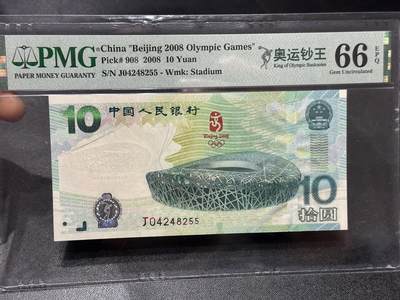 PMG
PAPER MONEY GUARANTY
China "Beijing 2008 Olympic Games"
Pick# 908 2008 10 Yuan
S/N J04248255 - Wmk: Stadium
奥运钞王
King of Olympic Banknotes
66 EPQ
Gem Uncirculated
10 中国人民银行
Beijing 2008
10
拾圆
J04248255